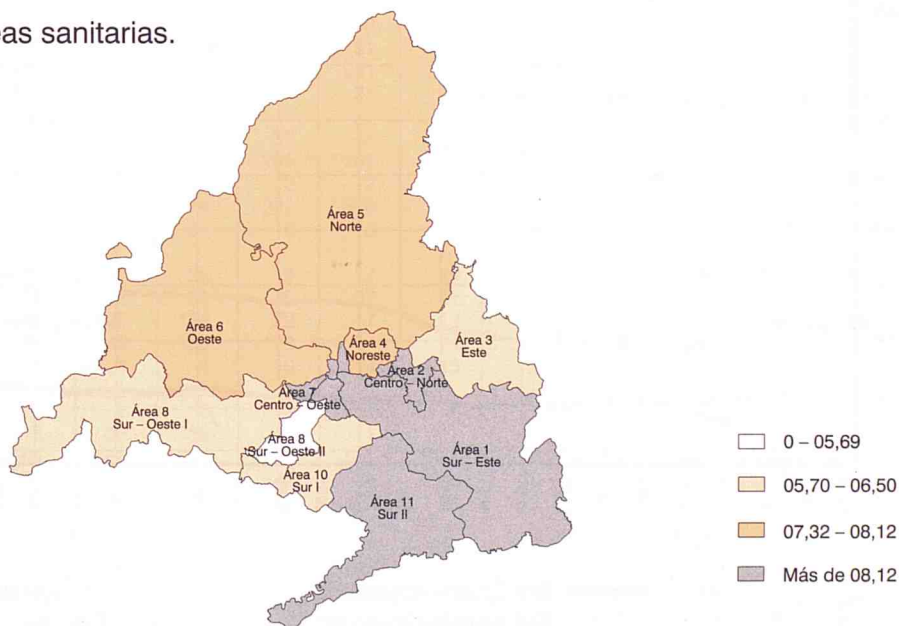 eas sanitarias.
Área 5
Norte
Área 6
Oeste
Área 4
Noreste
Área 3
Este
Área 2
Centro – Norte
Área 7
Centro – Oeste
Área 8
Sur – Oeste I
Área 8
Sur – Oeste II
Área 1
Sur – Este
Área 10
Sur I
Área 11
Sur II
0 – 05,69
05,70 – 06,50
07,32 – 08,12
Más de 08,12